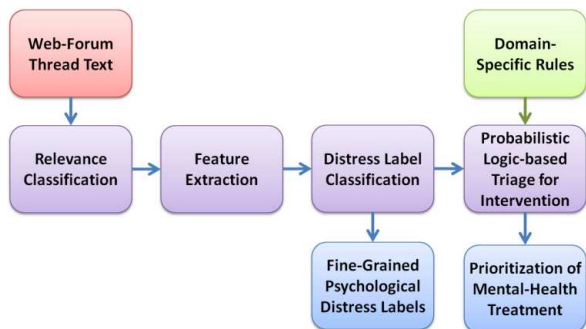 Web-Forum
Thread Text
Domain-
Specific Rules
Relevance
Classification
Feature
Extraction
Distress Label
Classification
Probabilistic
Logic-based
Triage for
Intervention
Fine-Grained
Psychological
Distress Labels
Prioritization of
Mental-Health
Treatment